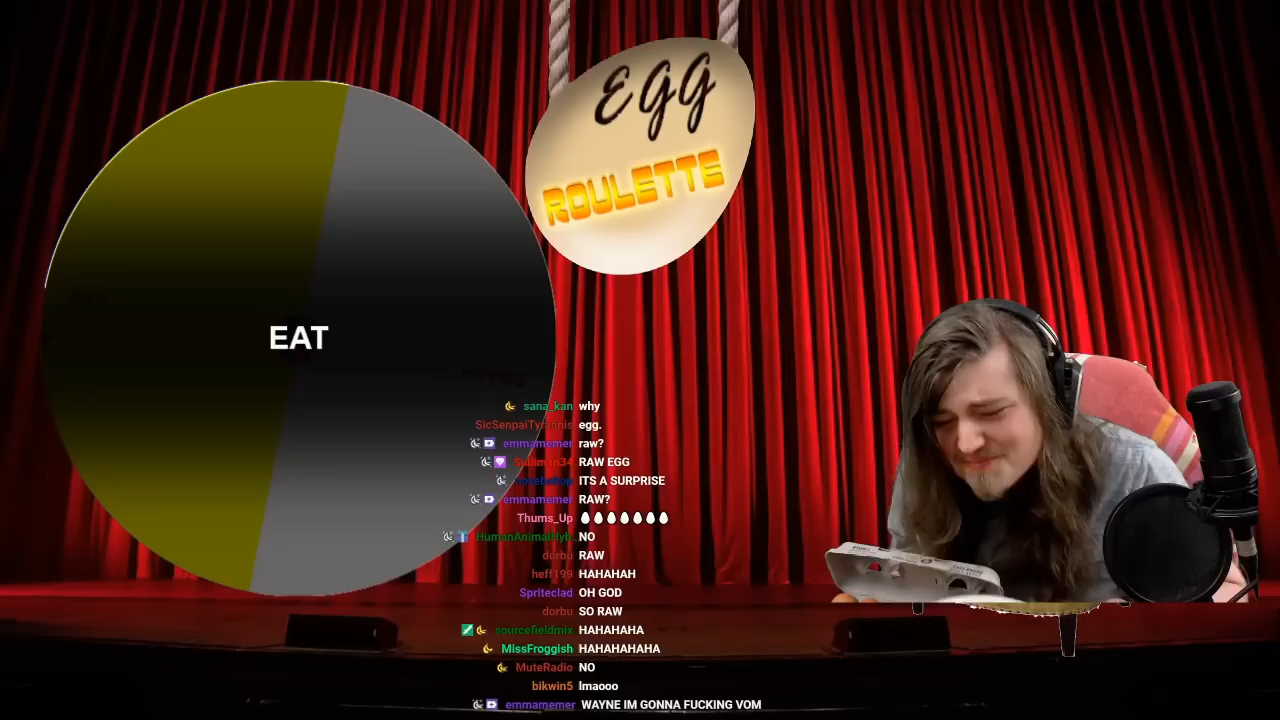 EGG
ROULETTE
EAT
sana_kan why
SicSenpaiTyrannis egg.
emmamemer raw?
RAW EGG
ITS A SURPRISE
emmamemer RAW?
Thums_Up
HumanAnimalHyb... NO
dorbu RAW
heff199 HAHAHAH
Spriteclad OH GOD
dorbu SO RAW
sourcefieldmix HAHAHAHA
MissFroggish HAHAHAHAHA
MuteRadio NO
bikwin5 lmaooo
emmamemer WAYNE IM GONNA FUCKING VOM